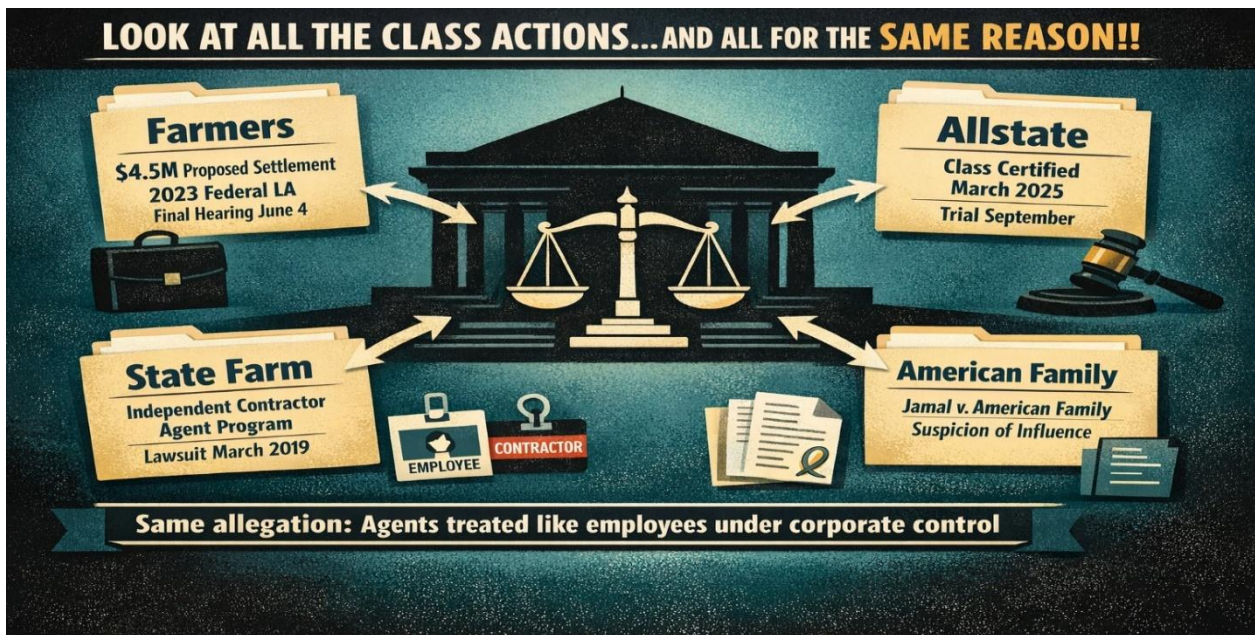 LOOK AT ALL THE CLASS ACTIONS...AND ALL FOR THE SAME REASON!!
Farmers
$4.5M Proposed Settlement
2023 Federal LA
Final Hearing June 4
Allstate
Class Certified
March 2025
Trial September
State Farm
Independent Contractor
Agent Program
Lawsuit March 2019
EMPLOYEE
CONTRACTOR
American Family
Jamal v. American Family
Suspicion of Influence
Same allegation: Agents treated like employees under corporate control